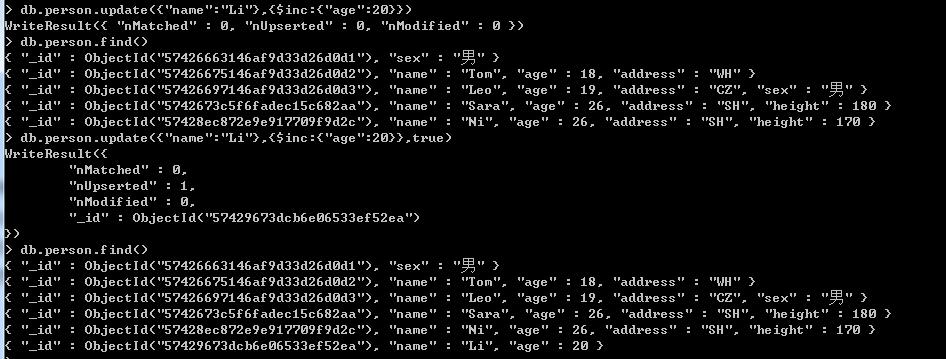 > db.person.update({"name":"Li"},{$inc:{"age":20}})
WriteResult({ "nMatched" : 0, "nUpserted" : 0, "nModified" : 0 })
> db.person.find()
{ "_id" : ObjectId("57426663146af9d33d26d0d1"), "sex" : "男" }
{ "_id" : ObjectId("57426675146af9d33d26d0d2"), "name" : "Tom", "age" : 18, "address" : "WH" }
{ "_id" : ObjectId("57426697146af9d33d26d0d3"), "name" : "Leo", "age" : 19, "address" : "CZ", "sex" : "男" }
{ "_id" : ObjectId("5742673c5f6fadec15c682aa"), "name" : "Sara", "age" : 26, "address" : "SH", "height" : 180 }
{ "_id" : ObjectId("57428ec872e9e917709f9d2c"), "name" : "Ni", "age" : 26, "address" : "SH", "height" : 170 }
> db.person.update({"name":"Li"},{$inc:{"age":20}},true)
WriteResult({
        "nMatched" : 0,
        "nUpserted" : 1,
        "nModified" : 0,
        "_id" : ObjectId("57429673dcb6e06533ef52ea")
})
> db.person.find()
{ "_id" : ObjectId("57426663146af9d33d26d0d1"), "sex" : "男" }
{ "_id" : ObjectId("57426675146af9d33d26d0d2"), "name" : "Tom", "age" : 18, "address" : "WH" }
{ "_id" : ObjectId("57426697146af9d33d26d0d3"), "name" : "Leo", "age" : 19, "address" : "CZ", "sex" : "男" }
{ "_id" : ObjectId("5742673c5f6fadec15c682aa"), "name" : "Sara", "age" : 26, "address" : "SH", "height" : 180 }
{ "_id" : ObjectId("57428ec872e9e917709f9d2c"), "name" : "Ni", "age" : 26, "address" : "SH", "height" : 170 }
{ "_id" : ObjectId("57429673dcb6e06533ef52ea"), "name" : "Li", "age" : 20 }